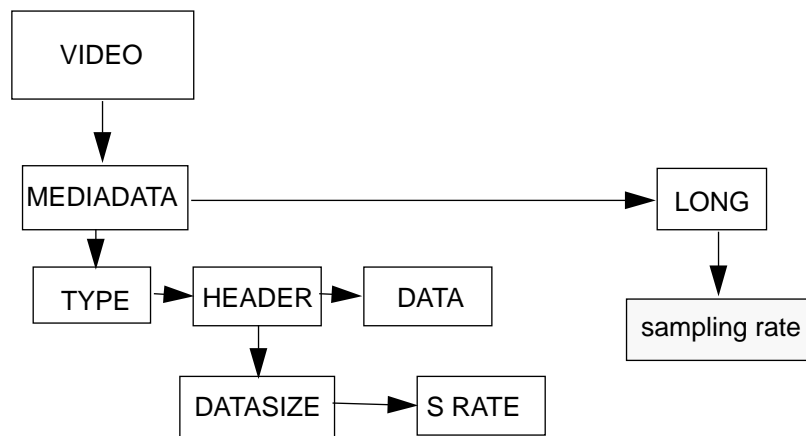 VIDEO
MEDIADATA
LONG
TYPE
HEADER
DATA
sampling rate
DATASIZE
S RATE